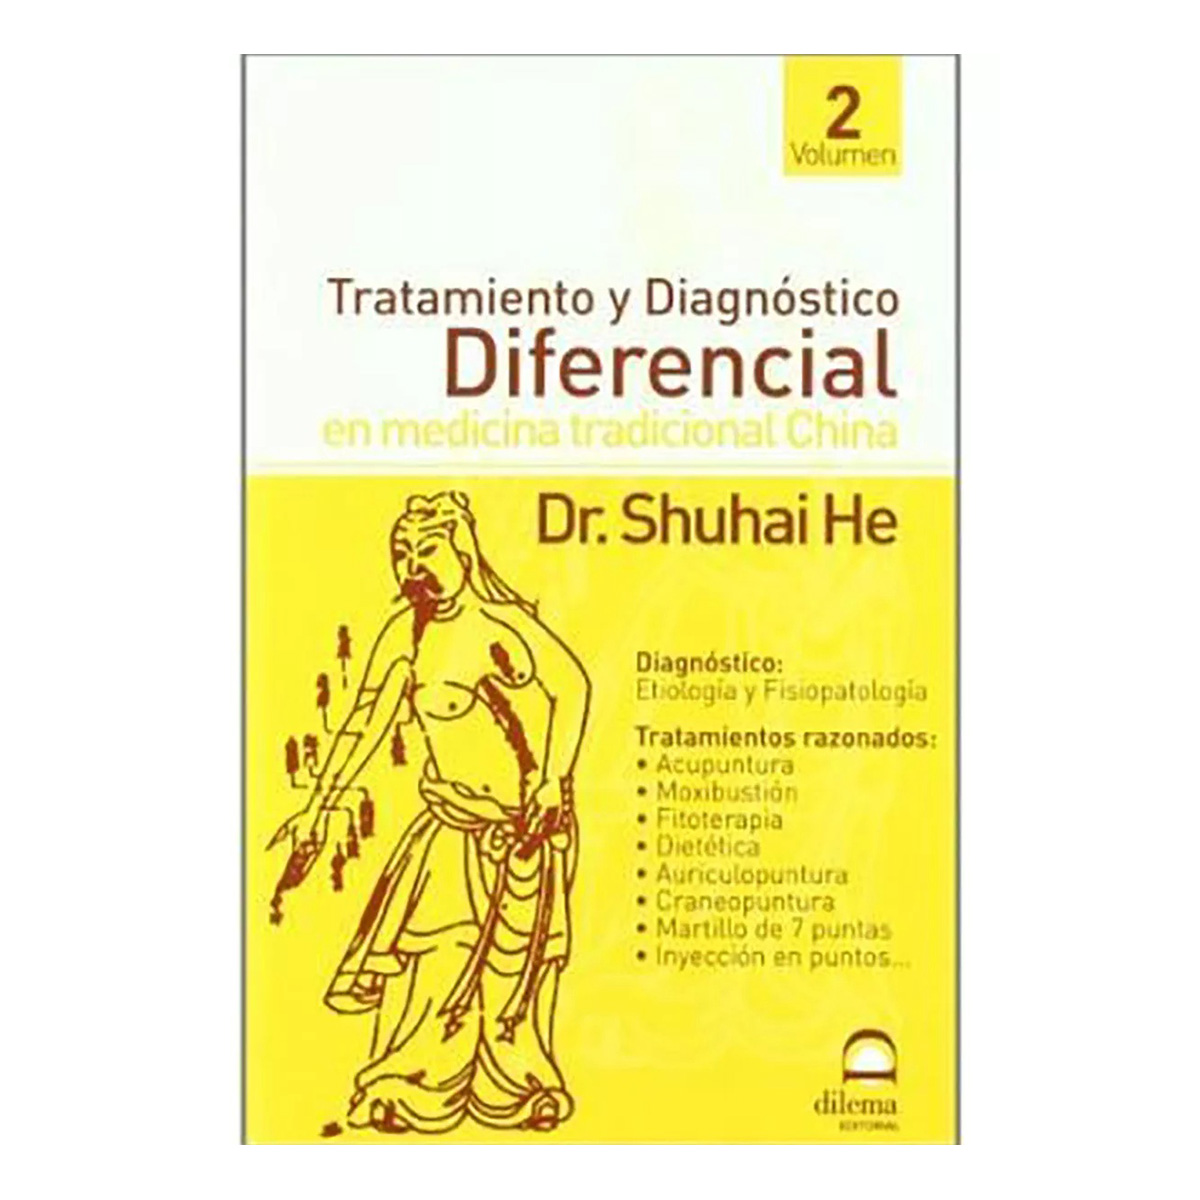 2
Volumen
Tratamiento y Diagnóstico
Diferencial
en medicina tradicional China
Dr. Shuhai He
Diagnóstico:
Etiología y Fisiopatología
Tratamientos razonados:
• Acupuntura
• Moxibustión
• Fitoterapia
• Dietética
• Auriculopuntura
• Craneopuntura
• Martillo de 7 puntas
• Inyección en puntos...
dilema
EDITORIAL